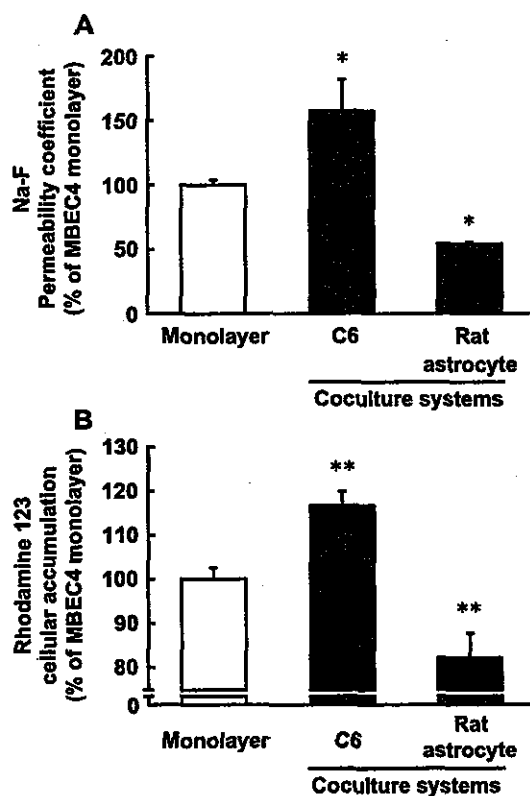 A
Na-F
Permeability coefficient
(% of MBEC4 monolayer)
200
150
100
50
0
*
*
Monolayer
C6
Rat
astrocyte
Coculture systems
B
Rhodamine 123
cellular accumulation
(% of MBEC4 monolayer)
130
120
110
100
90
80
0
**
**
Monolayer
C6
Rat
astrocyte
Coculture systems